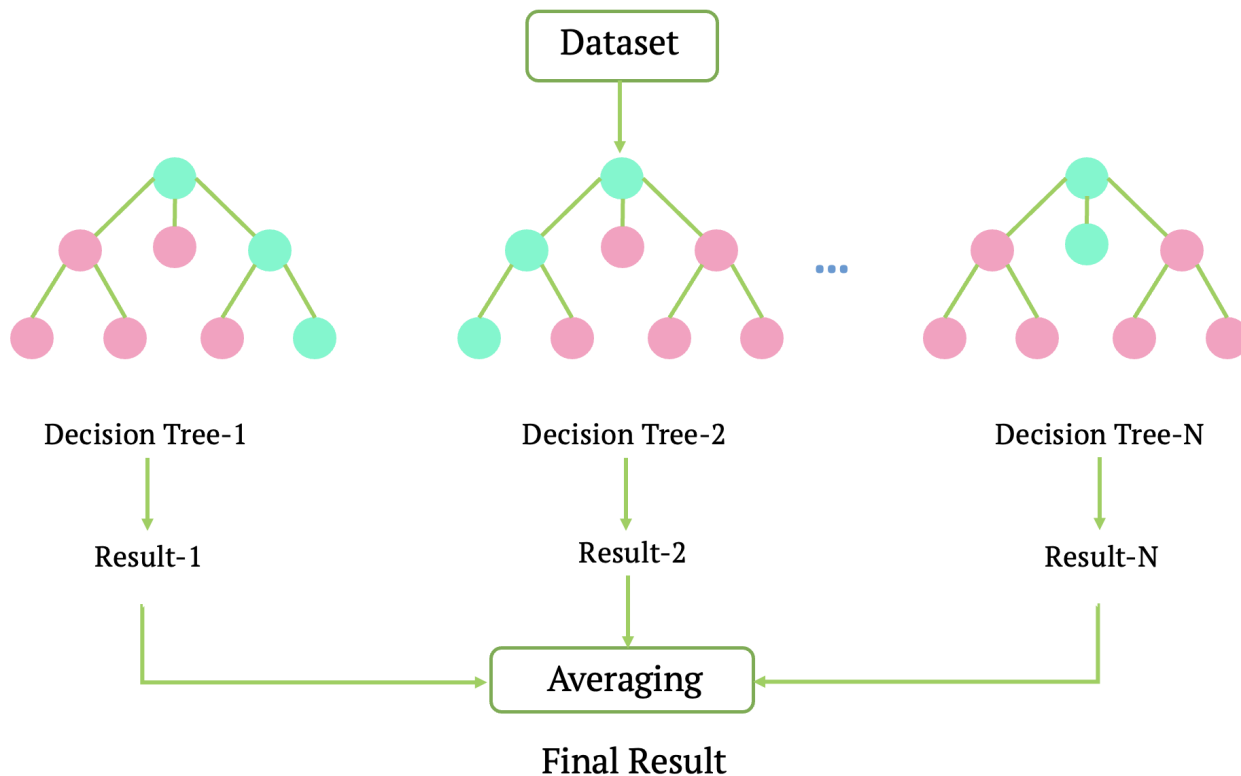 Dataset
...
Decision Tree-1
Decision Tree-2
Decision Tree-N
Result-1
Result-2
Result-N
Averaging
Final Result